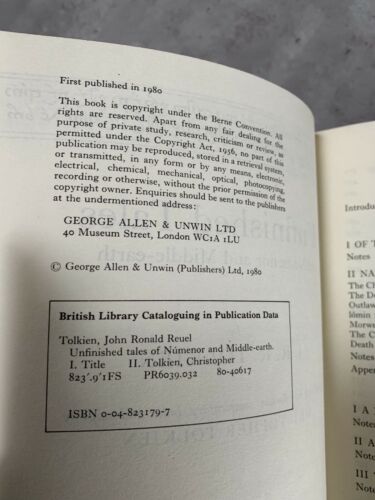 First published in 1980
This book is copyright under the Berne Convention. All
rights are reserved. Apart from any fair dealing for the
purpose of private study, research, criticism or review, as
permitted under the Copyright Act, 1956, no part of this
publication may be reproduced, stored in a retrieval system,
or transmitted, in any form or by any means, electronic,
electrical, chemical, mechanical, optical, photocopying,
recording or otherwise, without the prior permission of the
copyright owner. Enquiries should be sent to the publishers
at the undermentioned address:
GEORGE ALLEN & UNWIN LTD
40 Museum Street, London WC1A 1LU
© George Allen & Unwin (Publishers) Ltd, 1980
British Library Cataloguing in Publication Data
Tolkien, John Ronald Reuel
Unfinished tales of Númenor and Middle-earth.
I. Title II. Tolkien, Christopher
823'.9'1FS PR6039.032 80-40617
ISBN 0-04-823179-7
Introdu
I OF T
Notes
II NA
The Ch
The De
Outlaw
lómin
Morwe
The C
Death
Notes
Appen
I A
Note
II
Note
III